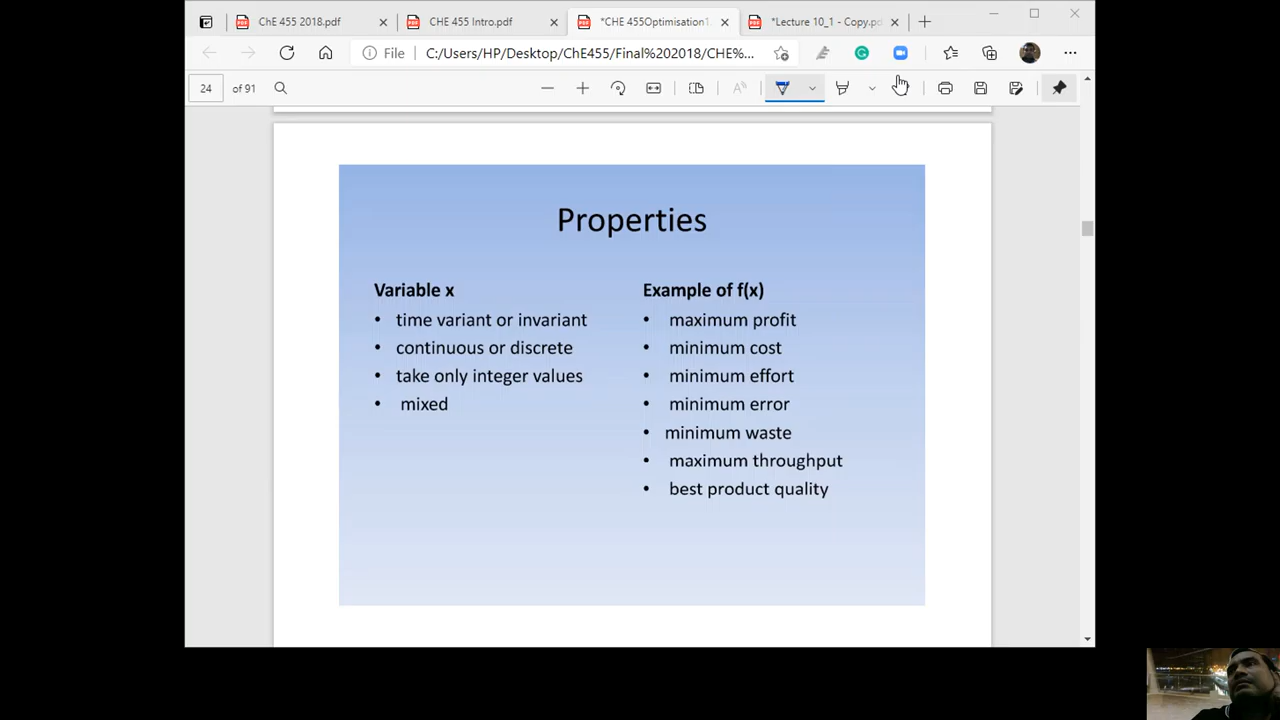 ChE 455 2018.pdf
CHE 455 Intro.pdf
*CHE 455Optimisation1.
*Lecture 10_1 - Copy.pd
File
C:/Users/HP/Desktop/ChE455/Final%202018/CHE%...
24 of 91
Properties
Variable x
• time variant or invariant
• continuous or discrete
• take only integer values
• mixed
Example of f(x)
• maximum profit
• minimum cost
• minimum effort
• minimum error
• minimum waste
• maximum throughput
• best product quality